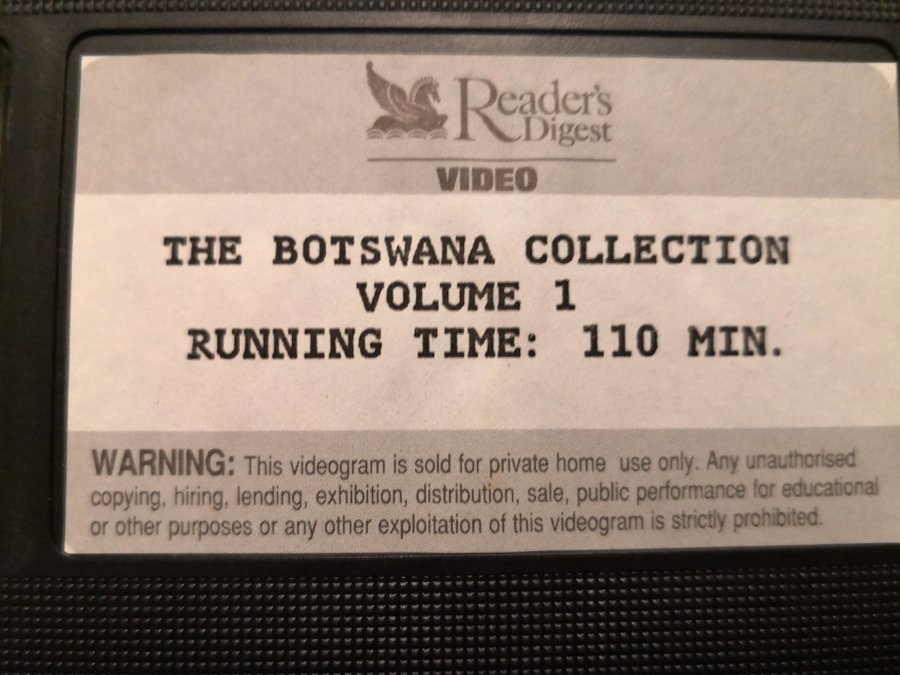 Reader's
Digest
VIDEO
THE BOTSWANA COLLECTION
VOLUME 1
RUNNING TIME: 110 MIN.
WARNING: This videogram is sold for private home use only. Any unauthorised
copying, hiring, lending, exhibition, distribution, sale, public performance for educational
or other purposes or any other exploitation of this videogram is strictly prohibited.